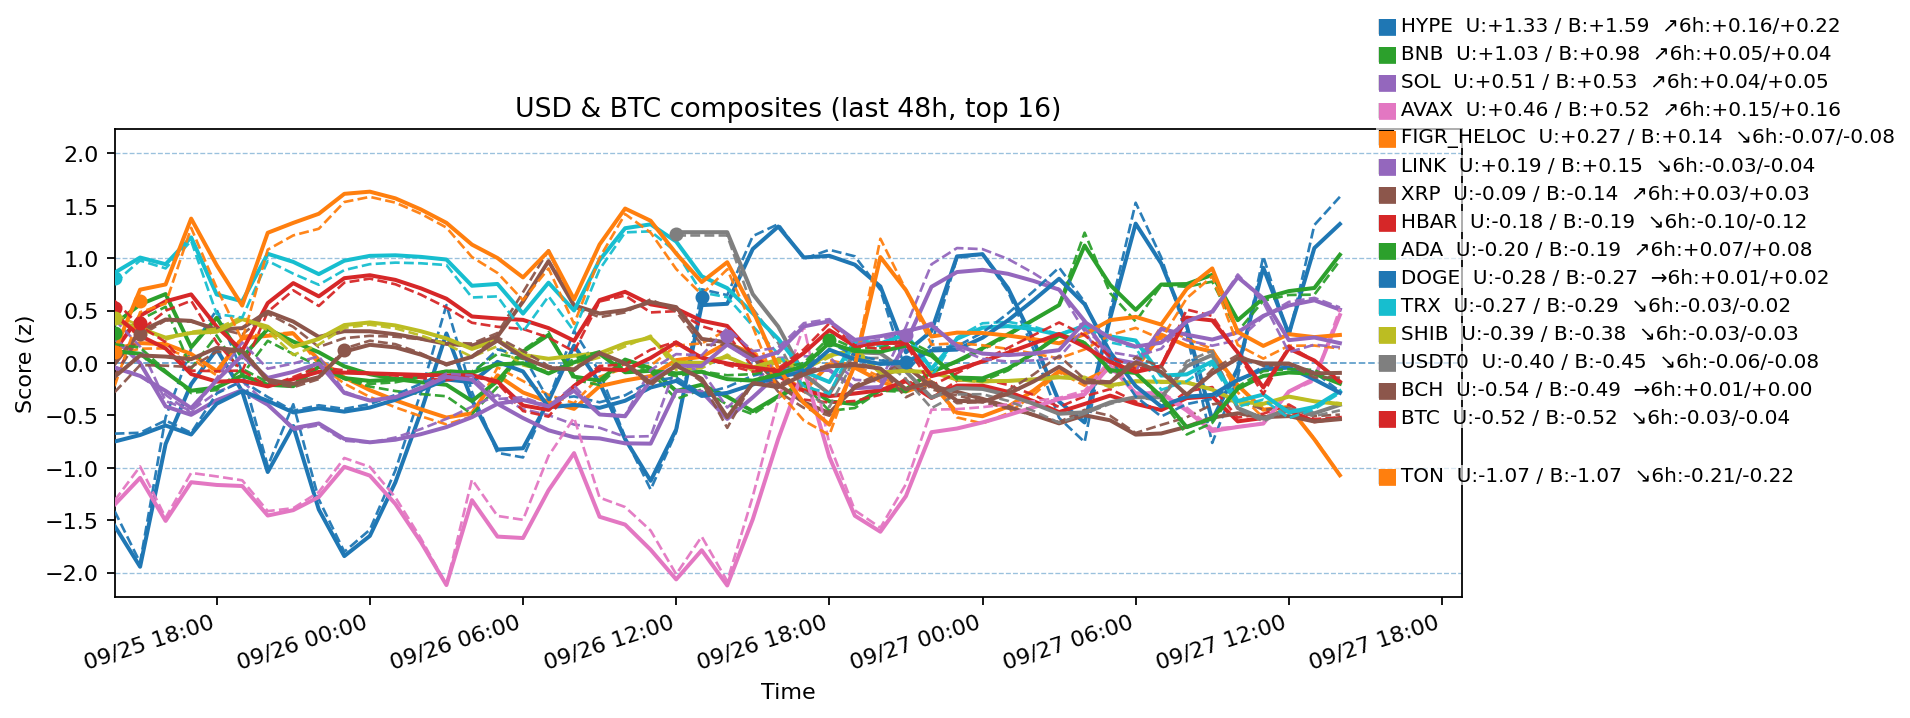 HYPE  U:+1.33 / B:+1.59  ↗6h:+0.16/+0.22
BNB  U:+1.03 / B:+0.98  ↗6h:+0.05/+0.04
SOL  U:+0.51 / B:+0.53  ↗6h:+0.04/+0.05
AVAX  U:+0.46 / B:+0.52  ↗6h:+0.15/+0.16
FIGR_HELOC  U:+0.27 / B:+0.14  ↘6h:-0.07/-0.08
LINK  U:+0.19 / B:+0.15  ↘6h:-0.03/-0.04
XRP  U:-0.09 / B:-0.14  ↗6h:+0.03/+0.03
HBAR  U:-0.18 / B:-0.19  ↘6h:-0.10/-0.12
ADA  U:-0.20 / B:-0.19  ↗6h:+0.07/+0.08
DOGE  U:-0.28 / B:-0.27  →6h:+0.01/+0.02
TRX  U:-0.27 / B:-0.29  ↘6h:-0.03/-0.02
SHIB  U:-0.39 / B:-0.38  ↘6h:-0.03/-0.03
USDT0  U:-0.40 / B:-0.45  ↘6h:-0.06/-0.08
BCH  U:-0.54 / B:-0.49  →6h:+0.01/+0.00
BTC  U:-0.52 / B:-0.52  ↘6h:-0.03/-0.04
TON  U:-1.07 / B:-1.07  ↘6h:-0.21/-0.22
USD & BTC composites (last 48h, top 16)
Score (z)
2.0
1.5
1.0
0.5
0.0
−0.5
−1.0
−1.5
−2.0
09/25 18:00
09/26 00:00
09/26 06:00
09/26 12:00
09/26 18:00
09/27 00:00
09/27 06:00
09/27 12:00
09/27 18:00
Time